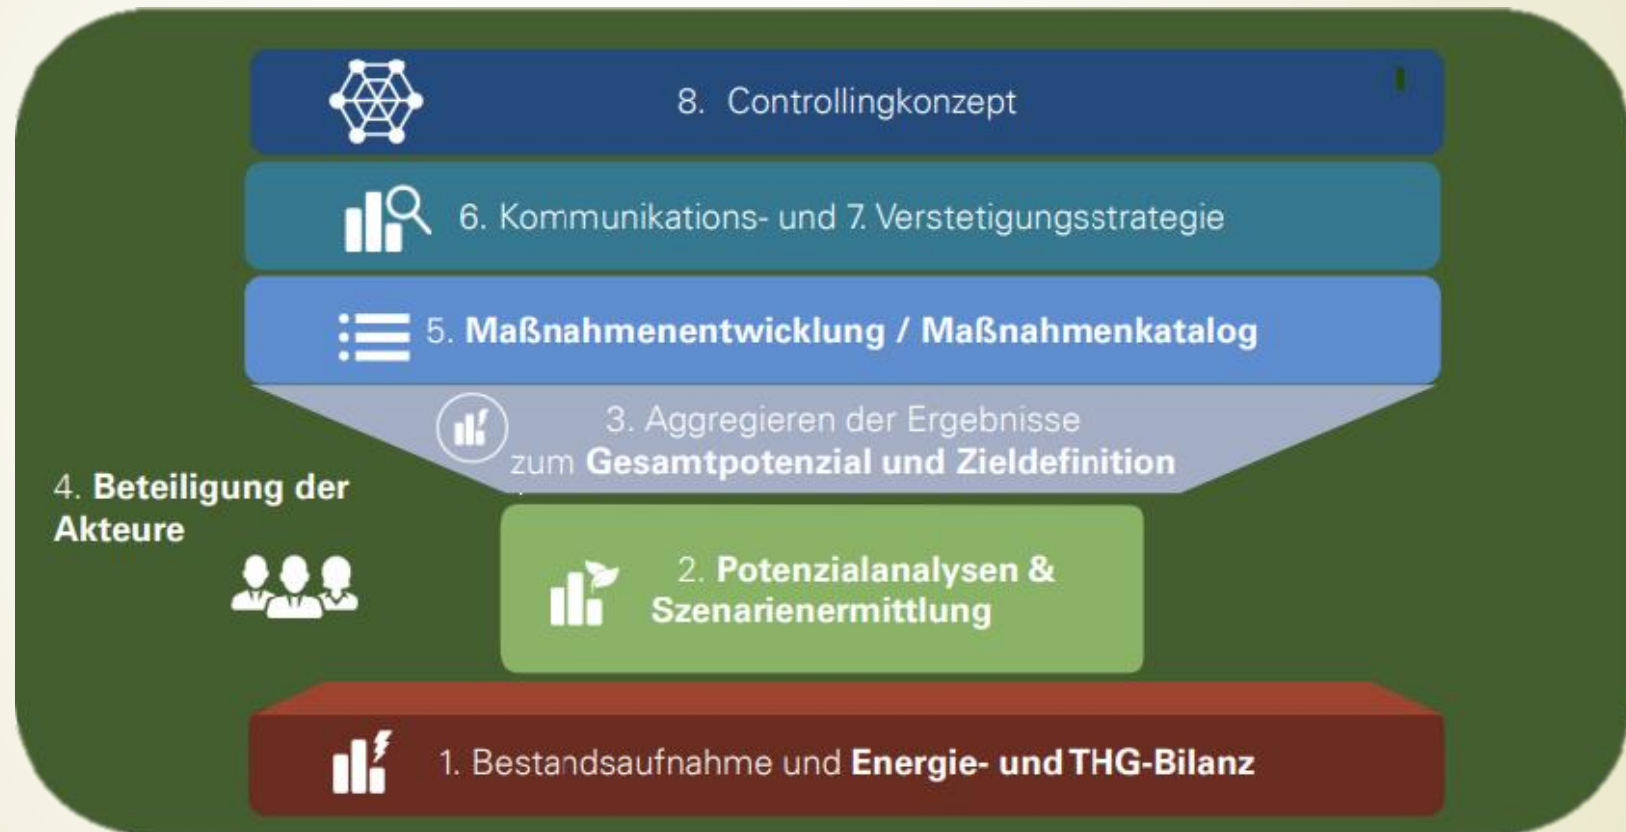 8. Controllingkonzept
6. Kommunikations- und 7. Verstetigungsstrategie
5. Maßnahmenentwicklung / Maßnahmenkatalog
3. Aggregieren der Ergebnisse
zum Gesamtpotenzial und Zieldefinition
4. Beteiligung der
Akteure
2. Potenzialanalysen &
Szenarienermittlung
1. Bestandsaufnahme und Energie- und THG-Bilanz